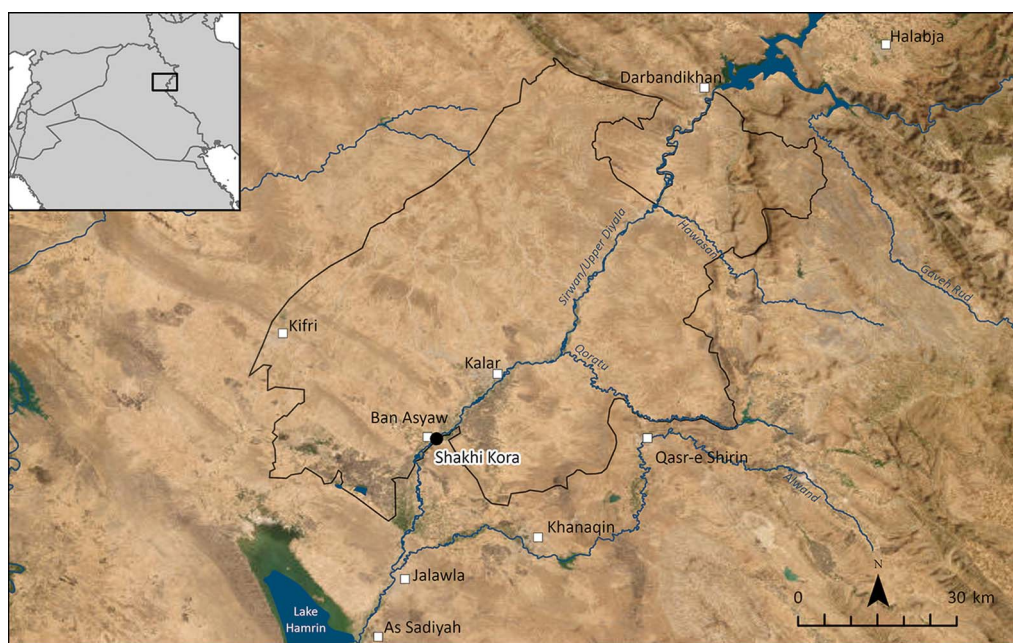 Halabja
Darbandikhan
Sirwan/Upper Diyala
Hawasan
Gaveh Rud
Kifri
Qoratu
Kalar
Ban Asyaw
Shakhi Kora
Qasr-e Shirin
Alwand
Khanaqin
N
Jalawla
0 30 km
Lake
Hamrin
As Sadiyah